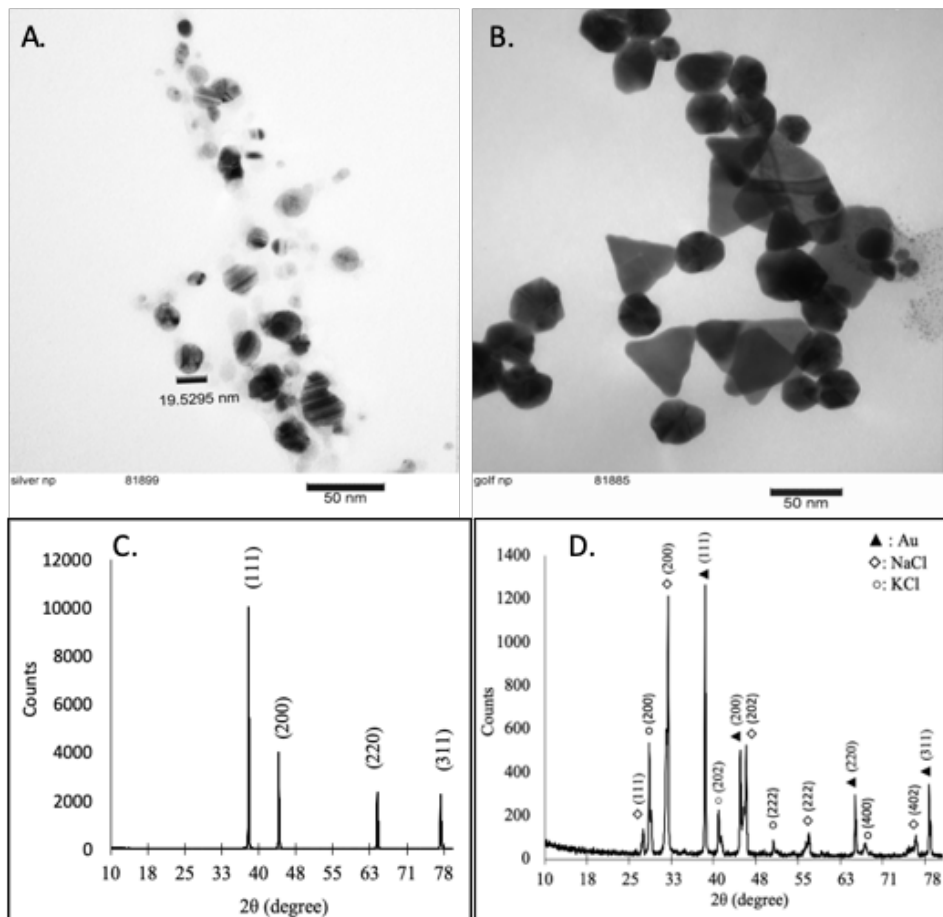 A.
19.5295 nm
silver np 81899
50 nm
B.
golf np 81885
50 nm
C.
12000
10000
8000
6000
4000
2000
0
Counts
(111)
(200)
(220)
(311)
10 18 25 33 40 48 55 63 71 78
2θ (degree)
D.
▲ : Au
◇: NaCl
○: KCl
1400
1200
1000
800
600
400
200
0
Counts
◇ (111)
○ (200)
◇ (200)
▲ (111)
○ (202)
▲ (200)
◇ (202)
○ (222)
◇ (222)
▲ (220)
○ (400)
◇ (402)
▲ (311)
10 18 25 33 40 48 55 63 71 78
2θ (degree)